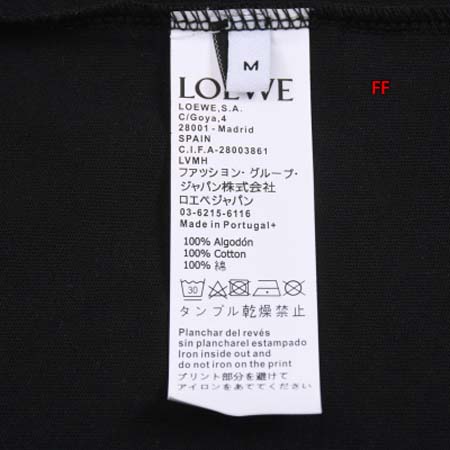 M
FF
LOEWE
LOEWE,S.A.
C/Goya,4
28001 - Madrid
SPAIN
C.I.F.A-28003861
LVMH
ファッション・グループ・
ジャパン株式会社
ロエベジャパン
03-6215-6116
Made in Portugal+
100% Algodón
100% Cotton
100% 綿
30
タンブル乾燥禁止
Planchar del revés
sin plancharel estampado
Iron inside out and
do not iron on the print
プリント部分を避けて
アイロンをあててください